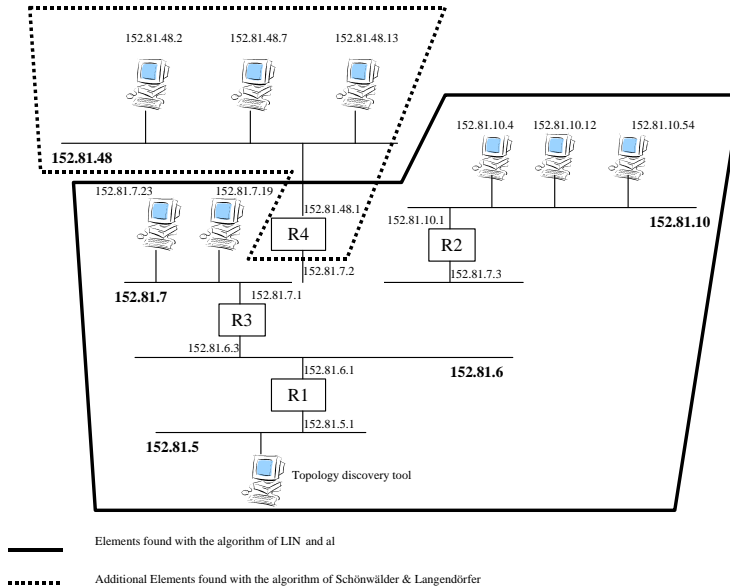 152.81.48.2 152.81.48.7 152.81.48.13
152.81.48
152.81.10.4 152.81.10.12 152.81.10.54
152.81.7.23 152.81.7.19
152.81.48.1
152.81.10.1
152.81.10
R4
R2
152.81.7.2
152.81.7.3
152.81.7
152.81.7.1
R3
152.81.6.3
152.81.6.1
152.81.6
R1
152.81.5.1
152.81.5
Topology discovery tool
Elements found with the algorithm of LIN and al
Additional Elements found with the algorithm of Schönwälder & Langendörfer